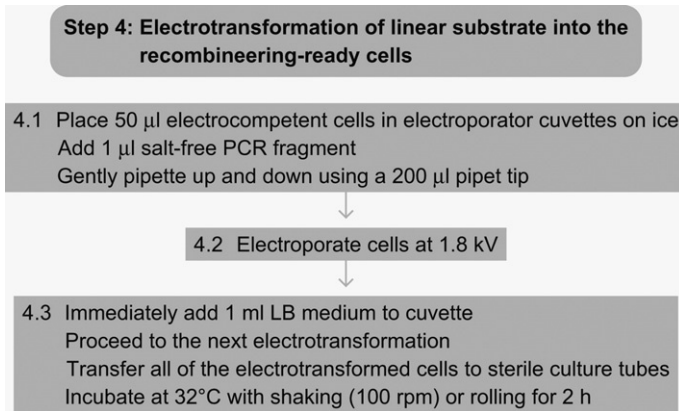 Step 4: Electrotransformation of linear substrate into the
recombineering-ready cells
4.1 Place 50 μl electrocompetent cells in electroporator cuvettes on ice
Add 1 μl salt-free PCR fragment
Gently pipette up and down using a 200 μl pipet tip
4.2 Electroporate cells at 1.8 kV
4.3 Immediately add 1 ml LB medium to cuvette
Proceed to the next electrotransformation
Transfer all of the electrotransformed cells to sterile culture tubes
Incubate at 32°C with shaking (100 rpm) or rolling for 2 h